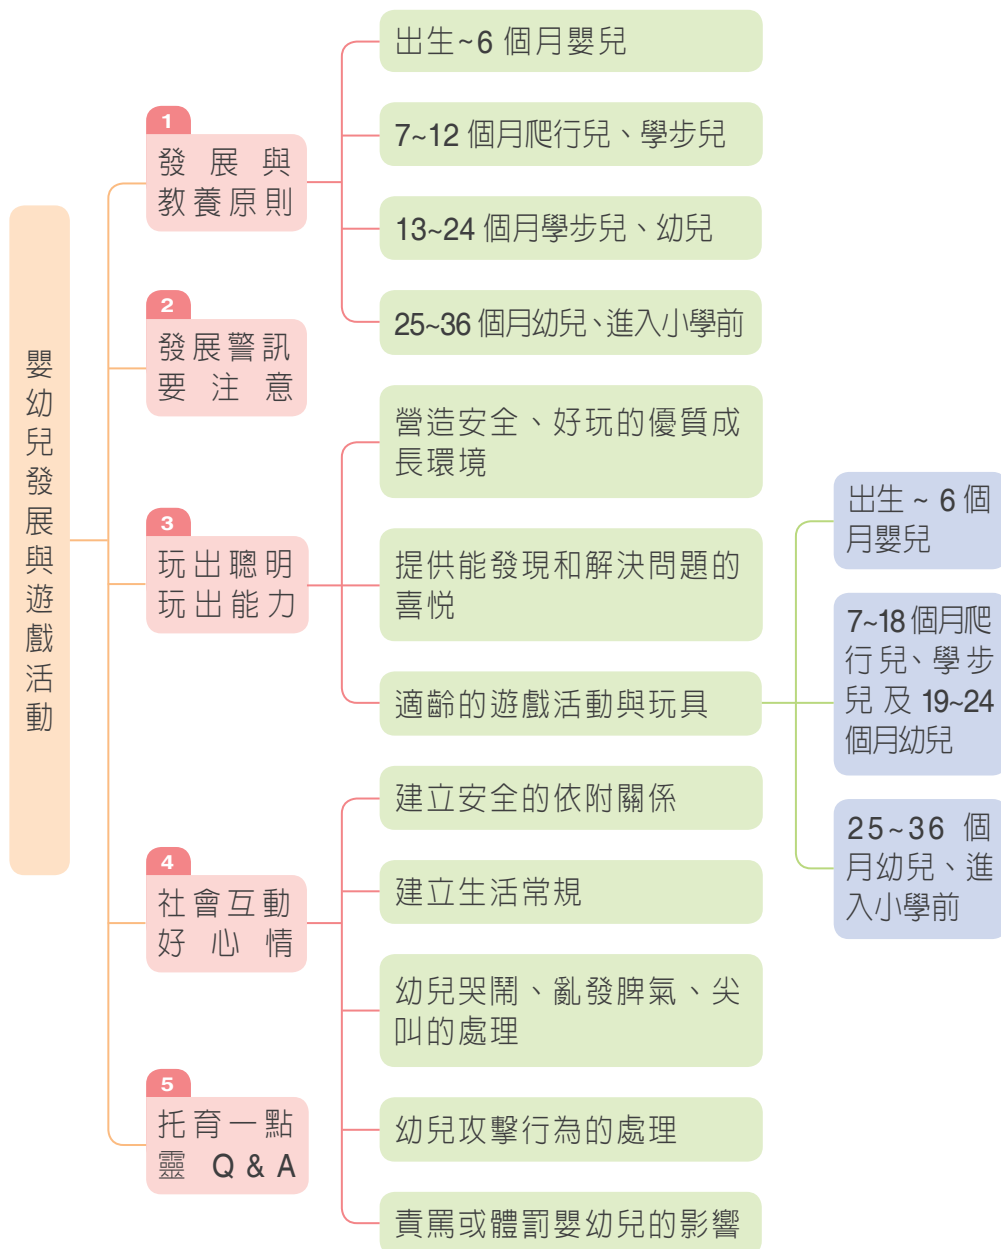 嬰幼兒發展與遊戲活動
1
發展與
教養原則
出生~6 個月嬰兒
7~12 個月爬行兒、學步兒
13~24 個月學步兒、幼兒
25~36 個月幼兒、進入小學前
2
發展警訊
要注意
3
玩出聰明
玩出能力
營造安全、好玩的優質成
長環境
提供能發現和解決問題的
喜悅
適齡的遊戲活動與玩具
出生 ~ 6 個
月嬰兒
7~18 個月爬
行兒、學步
兒及 19~24
個月幼兒
25~36 個
月幼兒、進
入小學前
4
社會互動
好心情
建立安全的依附關係
建立生活常規
幼兒哭鬧、亂發脾氣、尖
叫的處理
幼兒攻擊行為的處理
責罵或體罰嬰幼兒的影響
5
托育一點
靈 Q & A